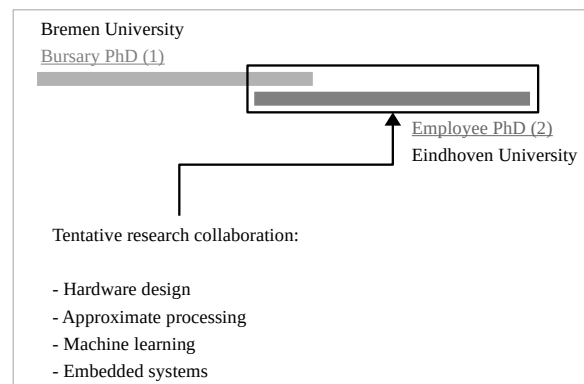 Bremen University
Bursary PhD (1)
Employee PhD (2)
Eindhoven University
Tentative research collaboration:
- Hardware design
- Approximate processing
- Machine learning
- Embedded systems